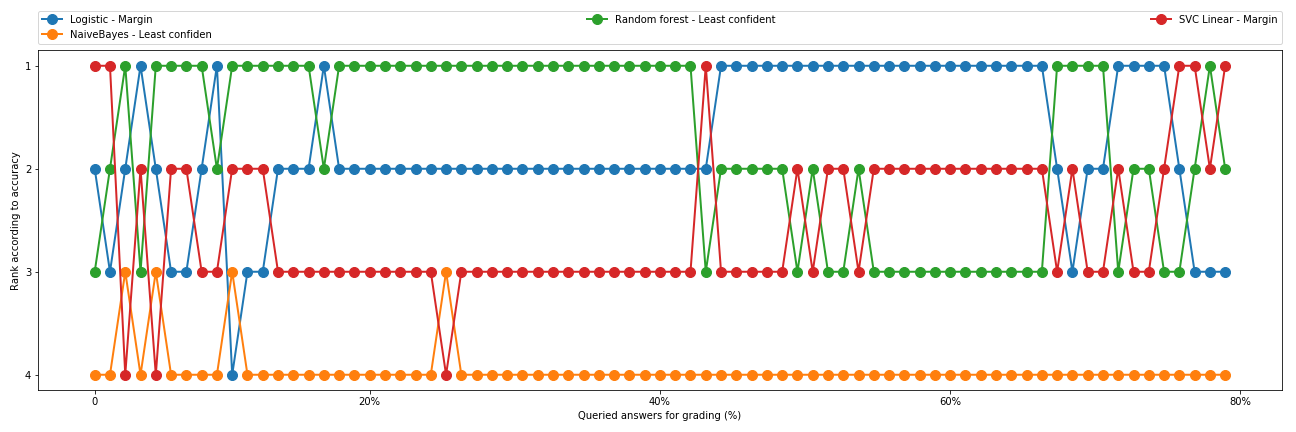 Logistic - Margin
NaiveBayes - Least confiden
Random forest - Least confident
SVC Linear - Margin
Rank according to accuracy
1
2
3
4
0
20%
40%
60%
80%
Queried answers for grading (%)